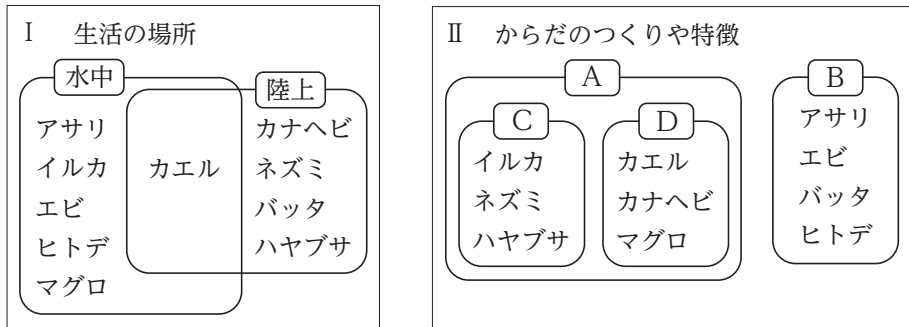 Ⅰ 生活の場所
水中
陸上
アサリ
イルカ
エビ
ヒトデ
マグロ
カエル
カナヘビ
ネズミ
バッタ
ハヤブサ
Ⅱ からだのつくりや特徴
A
B
C
D
イルカ
ネズミ
ハヤブサ
カエル
カナヘビ
マグロ
アサリ
エビ
バッタ
ヒトデ